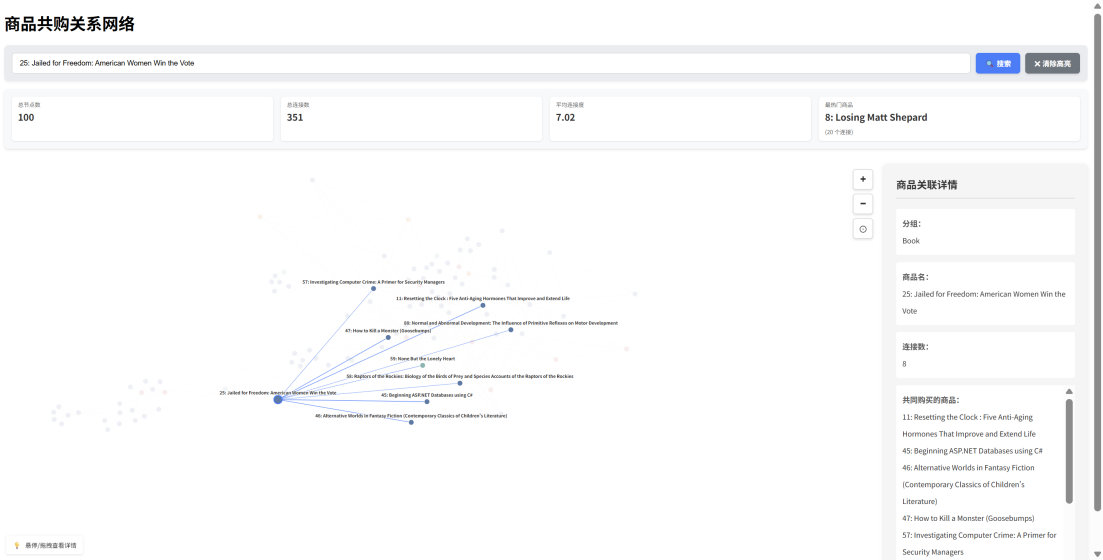 商品共购关系网络
25: Jailed for Freedom: American Women Win the Vote
🔍 搜索
✕ 清除高亮
总节点数
100
总连接数
351
平均连接度
7.02
最热门商品
8: Losing Matt Shepard
(20 个连接)
+
−
⊙
57: Investigating Computer Crime: A Primer for Security Managers
11: Resetting the Clock : Five Anti-Aging Hormones That Improve and Extend Life
88: Normal and Abnormal Development: The Influence of Primitive Reflexes on Motor Development
47: How to Kill a Monster (Goosebumps)
59: None But the Lonely Heart
58: Raptors of the Rockies: Biology of the Birds of Prey and Species Accounts of the Raptors of the Rockies
25: Jailed for Freedom: American Women Win the Vote
45: Beginning ASP.NET Databases using C#
46: Alternative Worlds in Fantasy Fiction (Contemporary Classics of Children's Literature)
💡 悬停/拖拽查看详情
商品关联详情
分组:
Book
商品名:
25: Jailed for Freedom: American Women Win the
Vote
连接数:
8
共同购买的商品:
11: Resetting the Clock : Five Anti-Aging
Hormones That Improve and Extend Life
45: Beginning ASP.NET Databases using C#
46: Alternative Worlds in Fantasy Fiction
(Contemporary Classics of Children's
Literature)
47: How to Kill a Monster (Goosebumps)
57: Investigating Computer Crime: A Primer for
Security Managers